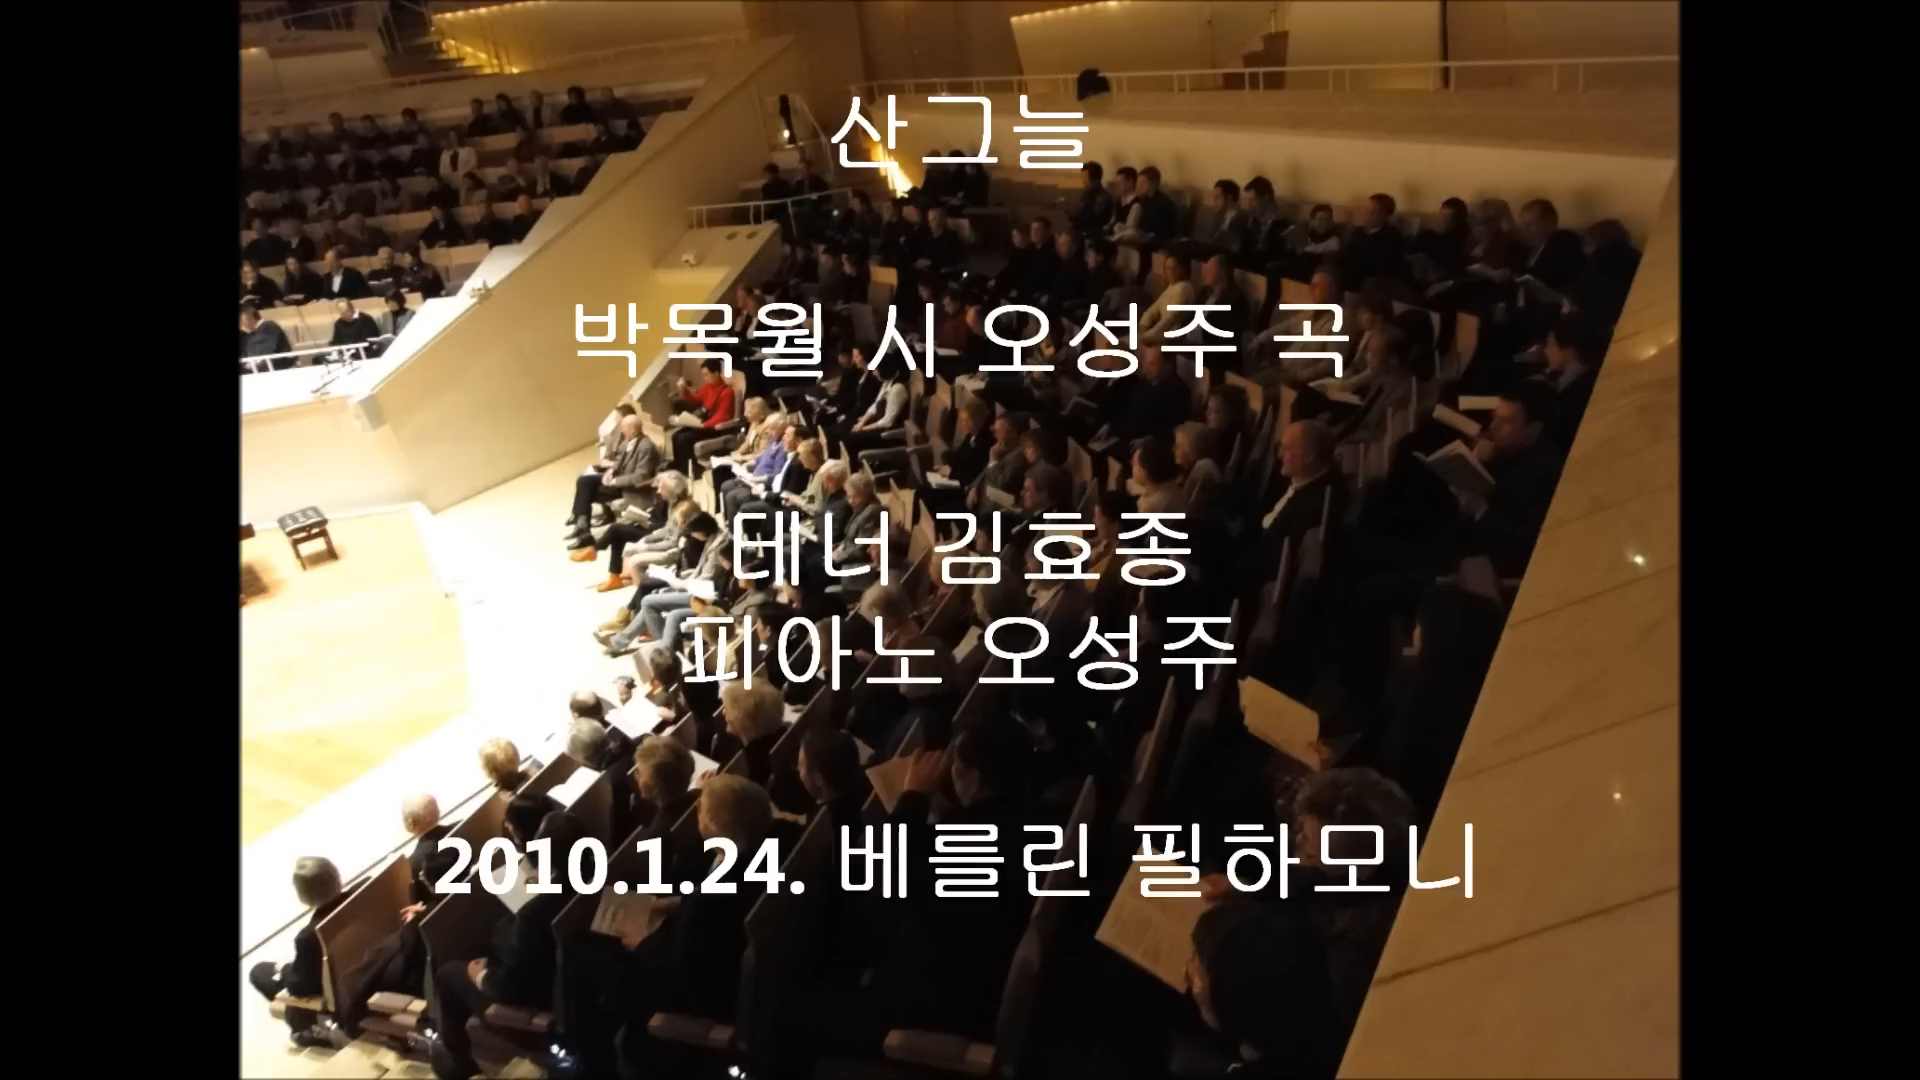 산그늘
박목월 시 오성주 곡
테너 김효종
피아노 오성주
2010.1.24. 베를린 필하모니